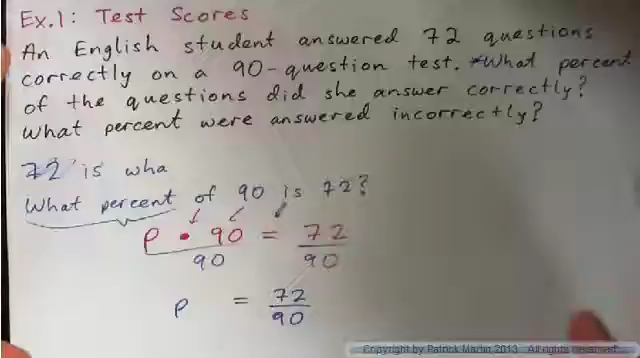 Ex.1: Test Scores
An English student answered 72 questions
correctly on a 90-question test. *What percent
of the questions did she answer correctly?
What percent were answered incorrectly?
72 is wha
What percent of 90 is 72?
P • 90 = 72
90 90
P = 72
90
Copyright by Patrick Martin 2013 All rights reserved